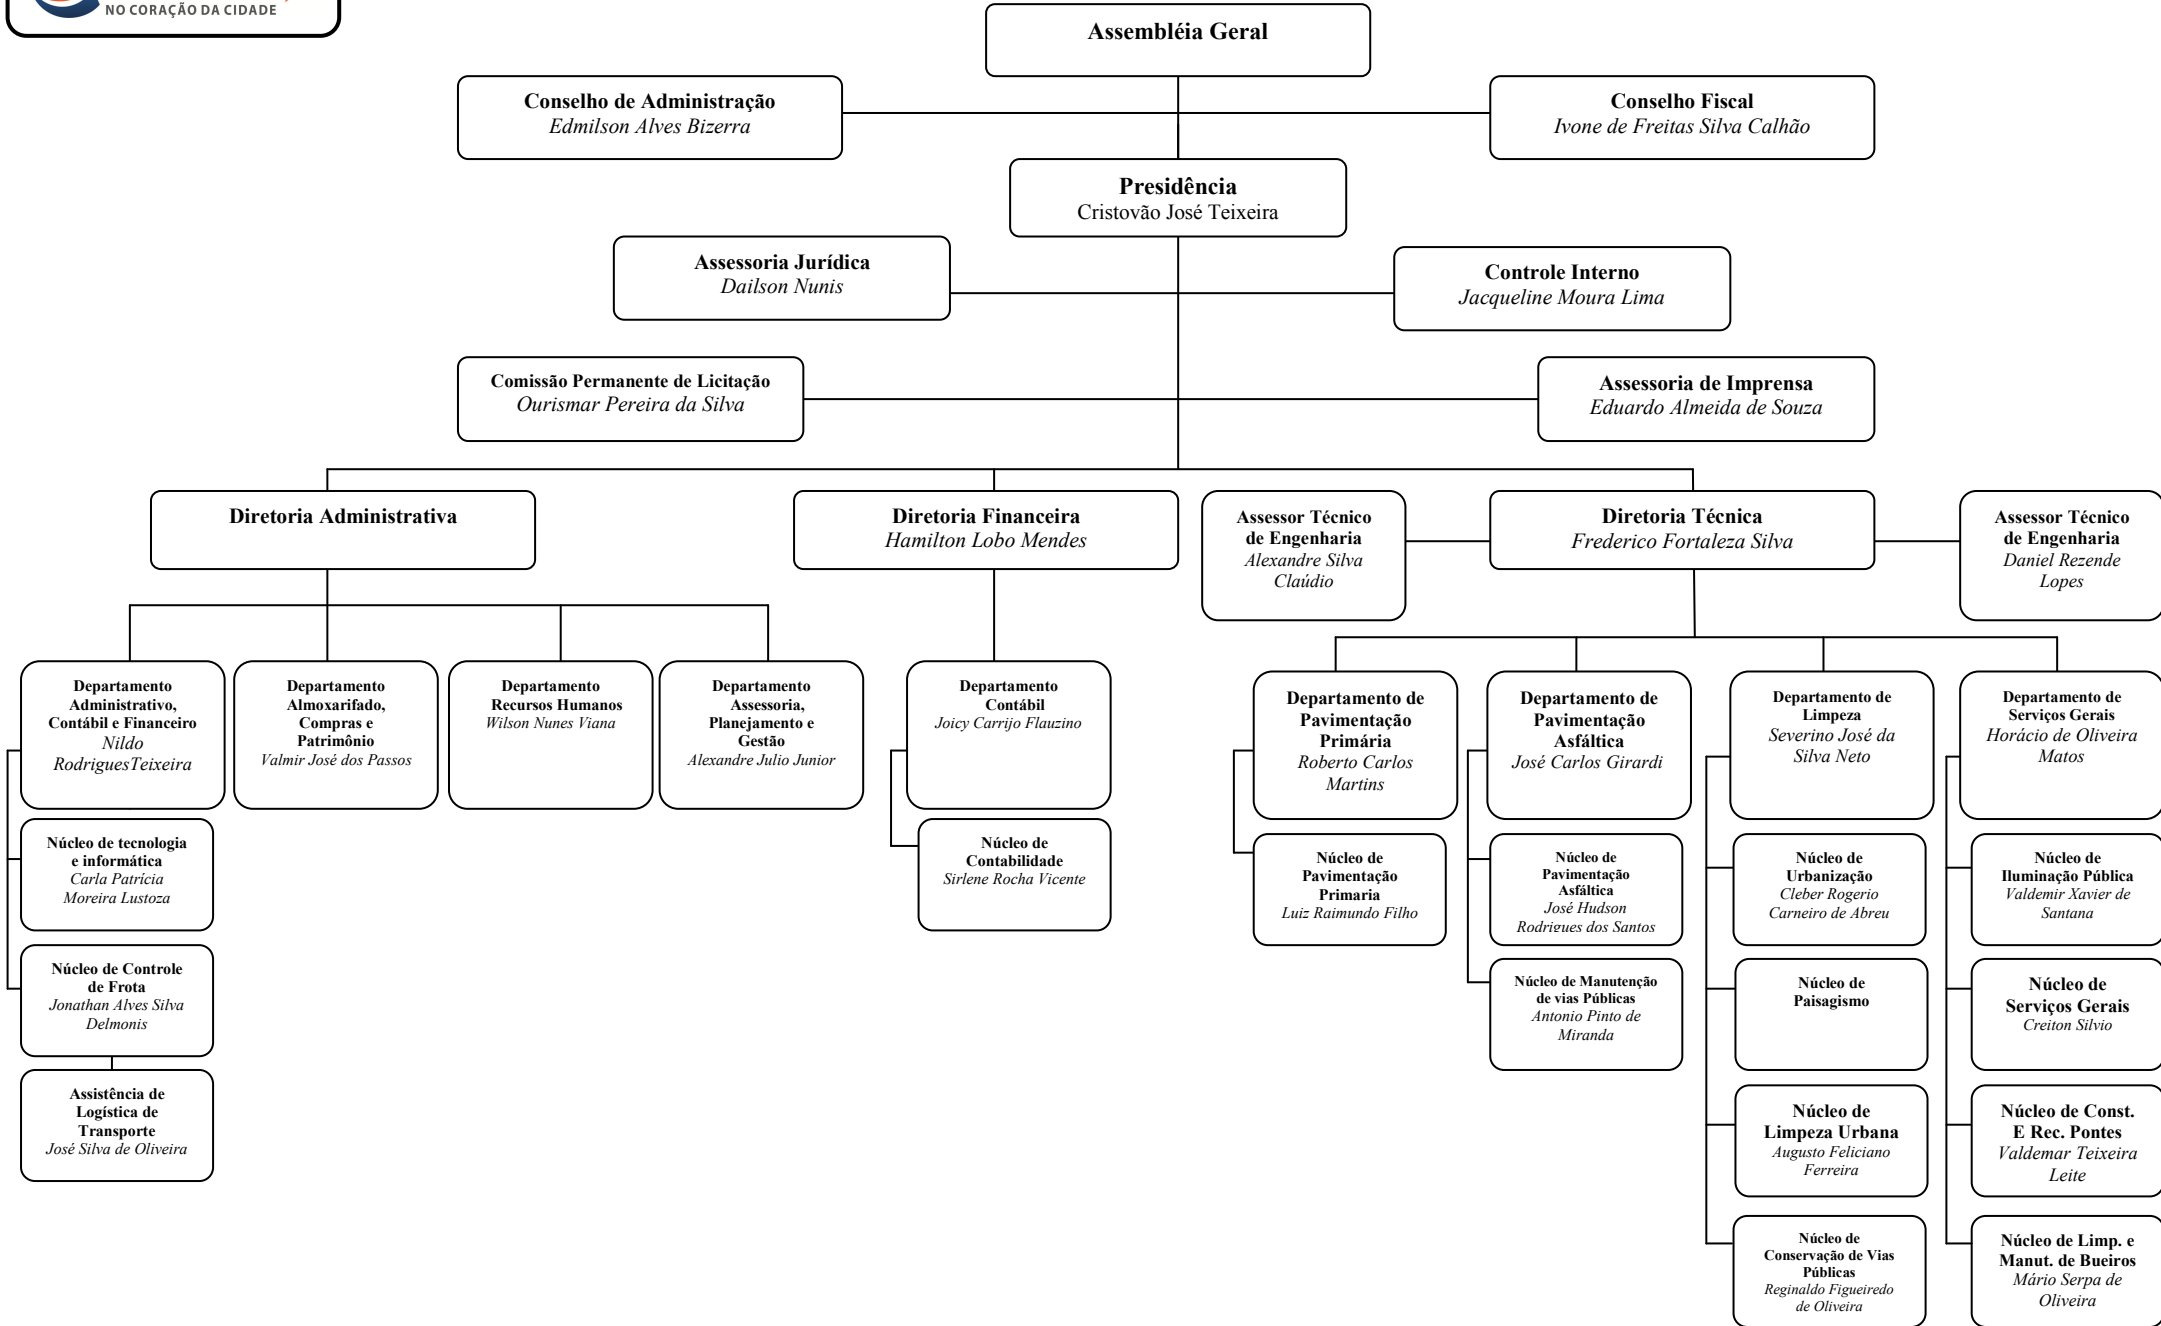 NO CORAÇÃO DA CIDADE
Assembléia Geral
Conselho de Administração
Edmilson Alves Bizerra
Conselho Fiscal
Ivone de Freitas Silva Calhão
Presidência
Cristovão José Teixeira
Assessoria Jurídica
Dailson Nunis
Controle Interno
Jacqueline Moura Lima
Comissão Permanente de Licitação
Ourismar Pereira da Silva
Assessoria de Imprensa
Eduardo Almeida de Souza
Diretoria Administrativa
Diretoria Financeira
Hamilton Lobo Mendes
Assessor Técnico
de Engenharia
Alexandre Silva
Claúdio
Diretoria Técnica
Frederico Fortaleza Silva
Assessor Técnico
de Engenharia
Daniel Rezende
Lopes
Departamento
Administrativo,
Contábil e Financeiro
Nildo
RodriguesTeixeira
Departamento
Almoxarifado,
Compras e
Patrimônio
Valmir José dos Passos
Departamento
Recursos Humanos
Wilson Nunes Viana
Departamento
Assessoria,
Planejamento e
Gestão
Alexandre Julio Junior
Departamento
Contábil
Joicy Carrijo Flauzino
Departamento de
Pavimentação
Primária
Roberto Carlos
Martins
Departamento de
Pavimentação
Asfáltica
José Carlos Girardi
Departamento de
Limpeza
Severino José da
Silva Neto
Departamento de
Serviços Gerais
Horácio de Oliveira
Matos
Núcleo de tecnologia
e informática
Carla Patrícia
Moreira Lustoza
Núcleo de
Contabilidade
Sirlene Rocha Vicente
Núcleo de
Pavimentação
Primaria
Luiz Raimundo Filho
Núcleo de
Pavimentação
Asfáltica
José Hudson
Rodrigues dos Santos
Núcleo de
Urbanização
Cleber Rogerio
Carneiro de Abreu
Núcleo de
Iluminação Pública
Valdemir Xavier de
Santana
Núcleo de Controle
de Frota
Jonathan Alves Silva
Delmonis
Núcleo de Manutenção
de vias Públicas
Antonio Pinto de
Miranda
Núcleo de
Paisagismo
Núcleo de
Serviços Gerais
Creiton Silvio
Assistência de
Logística de
Transporte
José Silva de Oliveira
Núcleo de
Limpeza Urbana
Augusto Feliciano
Ferreira
Núcleo de Const.
E Rec. Pontes
Valdemar Teixeira
Leite
Núcleo de
Conservação de Vias
Públicas
Reginaldo Figueiredo
de Oliveira
Núcleo de Limp. e
Manut. de Bueiros
Mário Serpa de
Oliveira